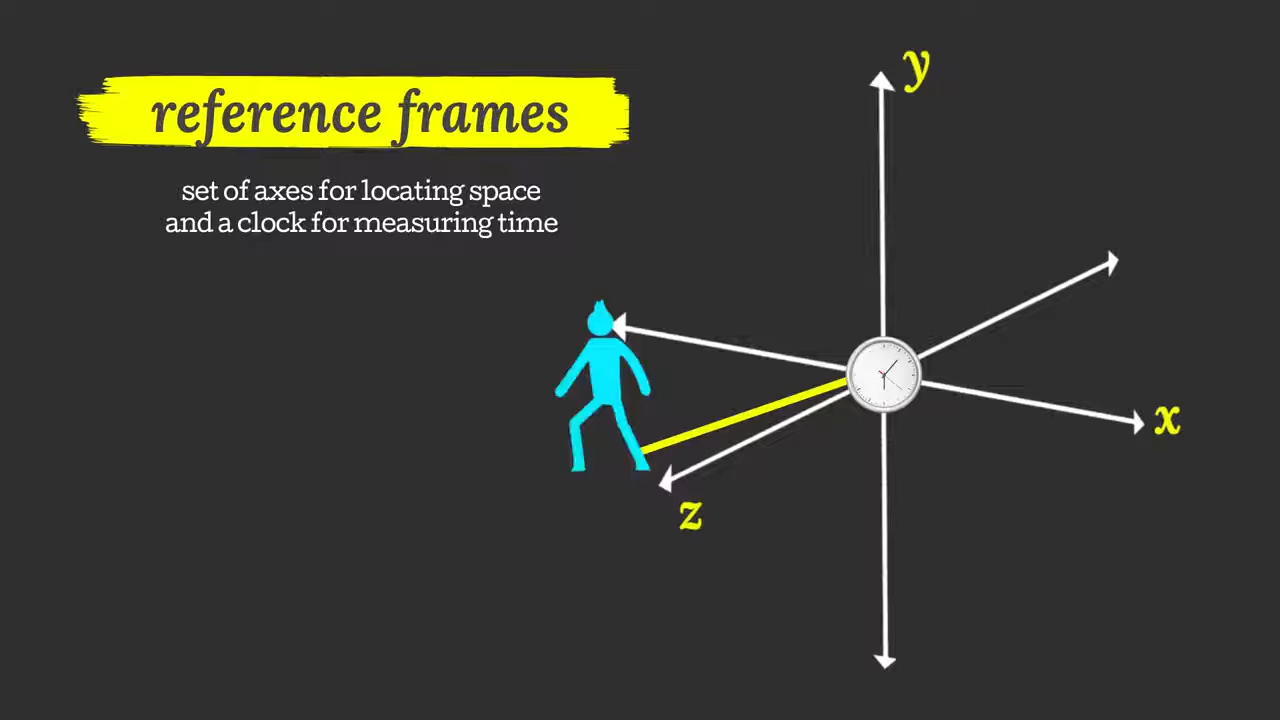 reference frames
set of axes for locating space
and a clock for measuring time
y
x
z